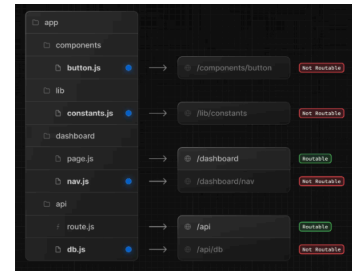 app
components
button.js /components/button Not Routable
lib
constants.js /lib/constants Not Routable
dashboard
page.js /dashboard Routable
nav.js /dashboard/nav Not Routable
api
route.js /api Routable
db.js /api/db Not Routable